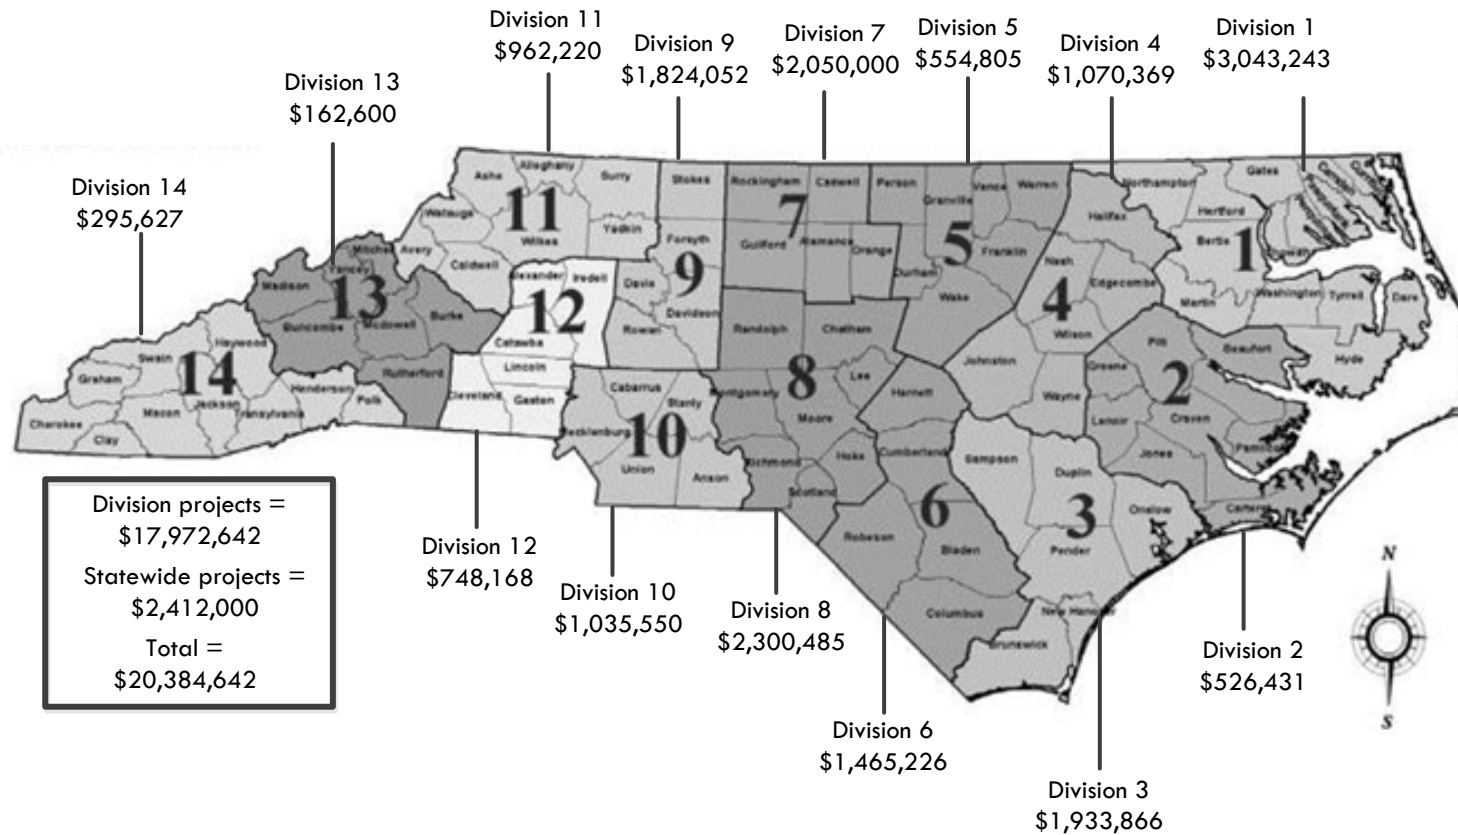 Division 11
$962,220
Division 9
$1,824,052
Division 7
$2,050,000
Division 5
$554,805
Division 4
$1,070,369
Division 1
$3,043,243
Division 13
$162,600
Division 14
$295,627
Ashe
Alleghany
Surry
Stokes
Rockingham
Caswell
Person
Granville
Vance
Warren
Northampton
Gates
Camden
Halifax
Hertford
Watauga
Wilkes
Yadkin
Forsyth
Guilford
Alamance
Orange
Durham
Franklin
Nash
Bertie
Edgecombe
Martin
Washington
Tyrrell
Dare
11
7
5
9
4
1
Mitchell
Avery
Yancey
Madison
Caldwell
Alexander
Iredell
Davie
Davidson
Rowan
Randolph
Chatham
Wake
Wilson
Pitt
Beaufort
Hyde
13
12
Buncombe
McDowell
Burke
Catawba
Haywood
Swain
Graham
14
Rutherford
Lincoln
Cleveland
Gaston
Cabarrus
Stanly
Montgomery
8
Lee
Moore
Harnett
Johnston
Wayne
Greene
2
Lenoir
Craven
Jones
Pamlico
Carteret
Henderson
Polk
Cherokee
Macon
Jackson
Transylvania
Clay
Mecklenburg
10
Union
Anson
Richmond
Hoke
Scotland
Cumberland
Sampson
Duplin
Onslow
6
3
Robeson
Bladen
Pender
Columbus
New Hanover
Brunswick
Division projects =
$17,972,642
Statewide projects =
$2,412,000
Total =
$20,384,642
Division 12
$748,168
Division 10
$1,035,550
Division 8
$2,300,485
Division 6
$1,465,226
Division 3
$1,933,866
Division 2
$526,431
N
S